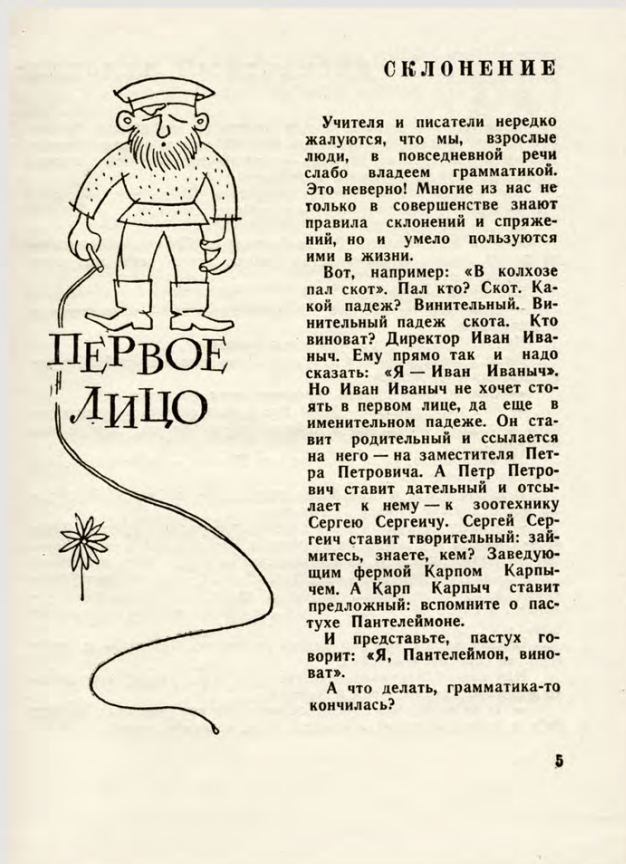 СКЛОНЕНИЕ
Учителя и писатели нередко
жалуются, что мы, взрослые
люди, в повседневной речи
слабо владеем грамматикой.
Это неверно! Многие из нас не
только в совершенстве знают
правила склонений и спряже-
ний, но и умело пользуются
ими в жизни.
Вот, например: «В колхозе
пал скот». Пал кто? Скот. Ка-
кой падеж? Винительный. Ви-
нительный падеж скота. Кто
виноват? Директор Иван Ива-
ныч. Ему прямо так и надо
сказать: «Я — Иван Иваныч».
Но Иван Иваныч не хочет сто-
ять в первом лице, да еще в
именительном падеже. Он ста-
вит родительный и ссылается
на него — на заместителя Пет-
ра Петровича. А Петр Петро-
вич ставит дательный и отсы-
лает к нему — к зоотехнику
Сергею Сергеичу. Сергей Сер-
геич ставит творительный: зай-
митесь, знаете, кем? Заведую-
щим фермой Карпом Карпы-
чем. А Карп Карпыч ставит
предложный: вспомните о пас-
тухе Пантелеймоне.
И представьте, пастух го-
ворит: «Я, Пантелеймон, вино-
ват».
А что делать, грамматика-то
кончилась?
ПЕРВОЕ
ЛИЦО
5